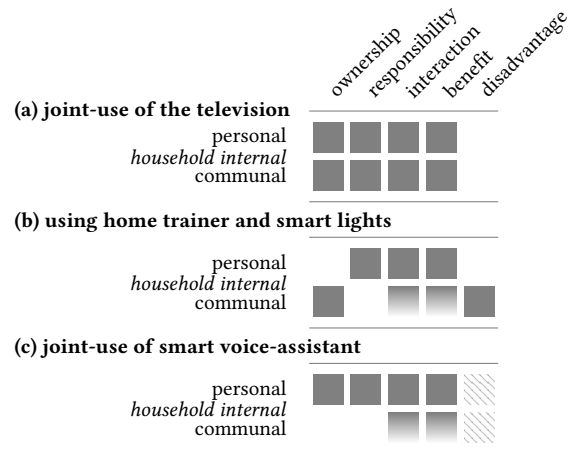 ownership
responsibility
interaction
benefit
disadvantage
(a) joint-use of the television
personal
household internal
communal
(b) using home trainer and smart lights
personal
household internal
communal
(c) joint-use of smart voice-assistant
personal
household internal
communal